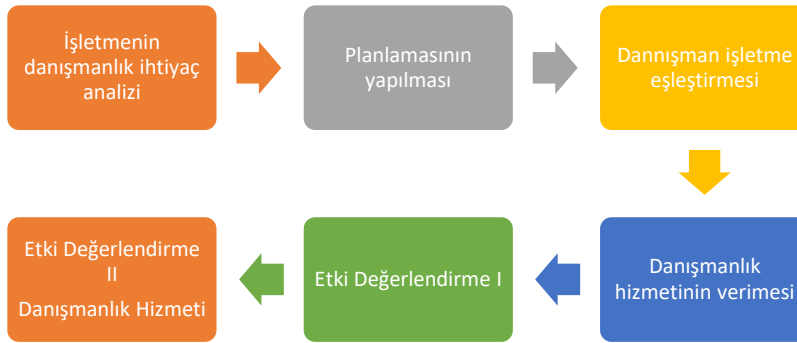 İşletmenin
danışmanlık ihtiyaç
analizi
Planlamasının
yapılması
Dannışman işletme
eşleştirmesi
Danışmanlık
hizmetinin verimesi
Etki Değerlendirme I
Etki Değerlendirme
II
Danışmanlık Hizmeti